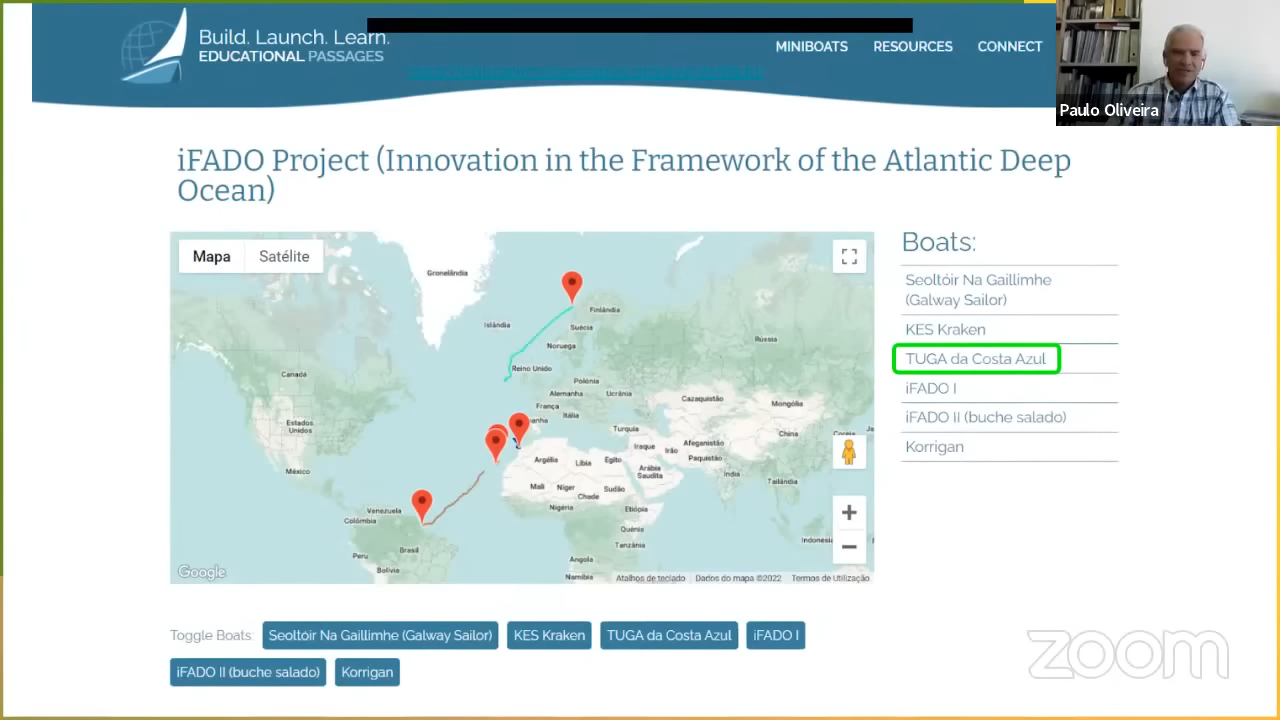 Build. Launch. Learn.
EDUCATIONAL PASSAGES
MINIBOATS RESOURCES CONNECT
Paulo Oliveira
iFADO Project (Innovation in the Framework of the Atlantic Deep
Ocean)
Mapa Satélite
Gronelândia
Islândia
Finlândia
Suécia
Noruega
Rússia
Canadá
Reino Unido
Polónia
Alemanha Ucrânia
França
Itália
Cazaquistão
Mongólia
Estados
Unidos
Turquia
China
Iraque Irão
Afeganistão
Paquistão
México
Argélia
Líbia
Egito
Arábia
Saudita
Índia
Tailândia
Mali Níger
Chade
Sudão
Nigéria
Etiópia
Venezuela
Colômbia
Quénia
Tanzânia
Indonésia
Peru
Brasil
Bolívia
Angola
Namíbia
Google
Atalhos de teclado Dados do mapa ©2022 Termos de Utilização
Boats:
Seoltóir Na Gaillimhe
(Galway Sailor)
KES Kraken
TUGA da Costa Azul
iFADO I
iFADO II (buche salado)
Korrigan
Toggle Boats: Seoltóir Na Gaillimhe (Galway Sailor) KES Kraken TUGA da Costa Azul iFADO I
iFADO II (buche salado) Korrigan
zoom